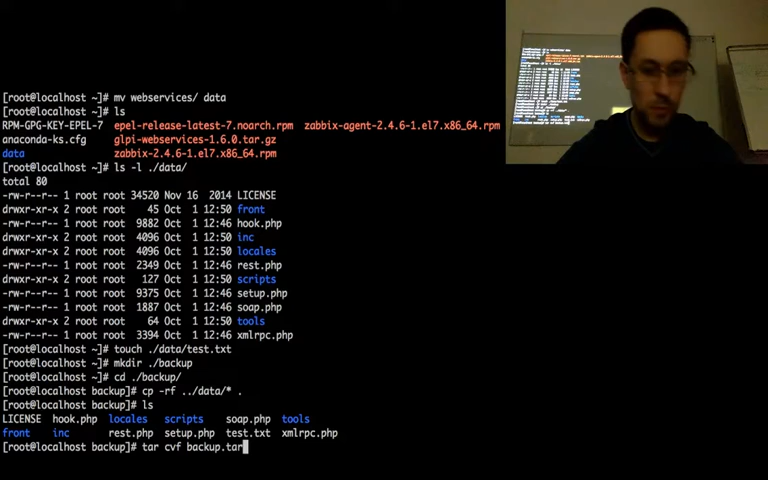 [root@localhost ~]# mv webservices/ data
[root@localhost ~]# ls
RPM-GPG-KEY-EPEL-7  epel-release-latest-7.noarch.rpm  zabbix-agent-2.4.6-1.el7.x86_64.rpm
anaconda-ks.cfg     glpi-webservices-1.6.0.tar.gz
data                zabbix-2.4.6-1.el7.x86_64.rpm
[root@localhost ~]# ls -l ./data/
total 80
-rw-r--r-- 1 root root 34520 Nov 16  2014 LICENSE
drwxr-xr-x 2 root root    45 Oct  1 12:50 front
-rw-r--r-- 1 root root  9882 Oct  1 12:46 hook.php
drwxr-xr-x 2 root root  4096 Oct  1 12:50 inc
drwxr-xr-x 2 root root  4096 Oct  1 12:50 locales
-rw-r--r-- 1 root root  2349 Oct  1 12:46 rest.php
drwxr-xr-x 2 root root   127 Oct  1 12:50 scripts
-rw-r--r-- 1 root root  9375 Oct  1 12:46 setup.php
-rw-r--r-- 1 root root  1887 Oct  1 12:46 soap.php
drwxr-xr-x 2 root root    64 Oct  1 12:50 tools
-rw-r--r-- 1 root root  3394 Oct  1 12:46 xmlrpc.php
[root@localhost ~]# touch ./data/test.txt
[root@localhost ~]# mkdir ./backup
[root@localhost ~]# cd ./backup/
[root@localhost backup]# cp -rf ../data/* .
[root@localhost backup]# ls
LICENSE  hook.php  locales   scripts    soap.php  tools
front    inc       rest.php  setup.php  test.txt  xmlrpc.php
[root@localhost backup]# tar cvf backup.tar